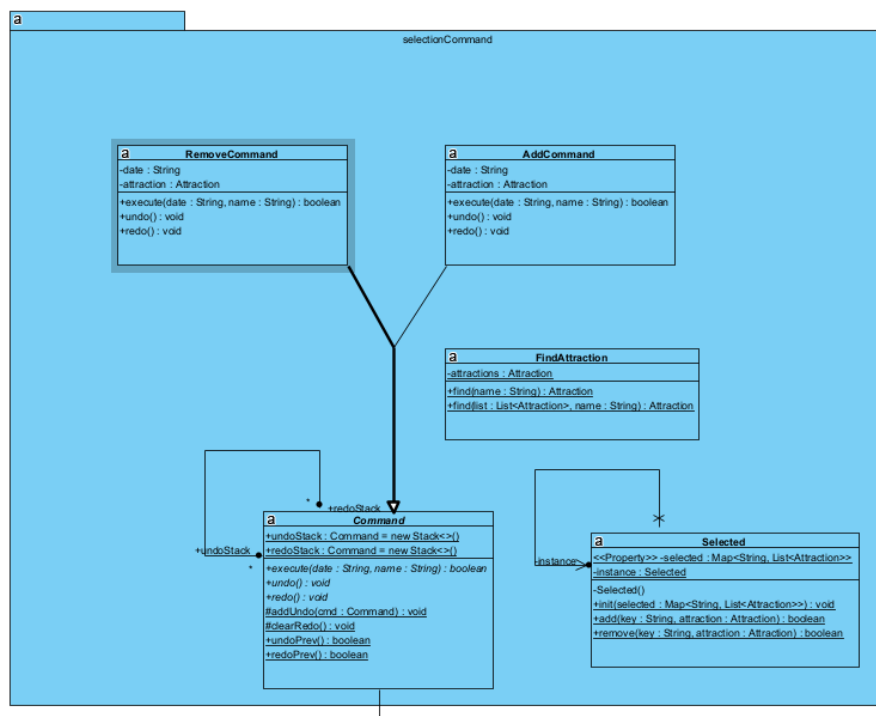 a
selectionCommand
a
RemoveCommand
-date : String
-attraction : Attraction
+execute(date : String, name : String) : boolean
+undo() : void
+redo() : void
a
AddCommand
-date : String
-attraction : Attraction
+execute(date : String, name : String) : boolean
+undo() : void
+redo() : void
a
FindAttraction
-attractions : Attraction
+find(name : String) : Attraction
+find(list : List<Attraction>, name : String) : Attraction
*
+redoStack
+undoStack
*
a
Command
+undoStack : Command = new Stack<>()
+redoStack : Command = new Stack<>()
+execute(date : String, name : String) : boolean
+undo() : void
+redo() : void
#addUndo(cmd : Command) : void
#clearRedo() : void
+undoPrev() : boolean
+redoPrev() : boolean
-instance
a
Selected
<<Property>> -selected : Map<String, List<Attraction>>
-instance : Selected
-Selected()
+init(selected : Map<String, List<Attraction>>) : void
+add(key : String, attraction : Attraction) : boolean
+remove(key : String, attraction : Attraction) : boolean